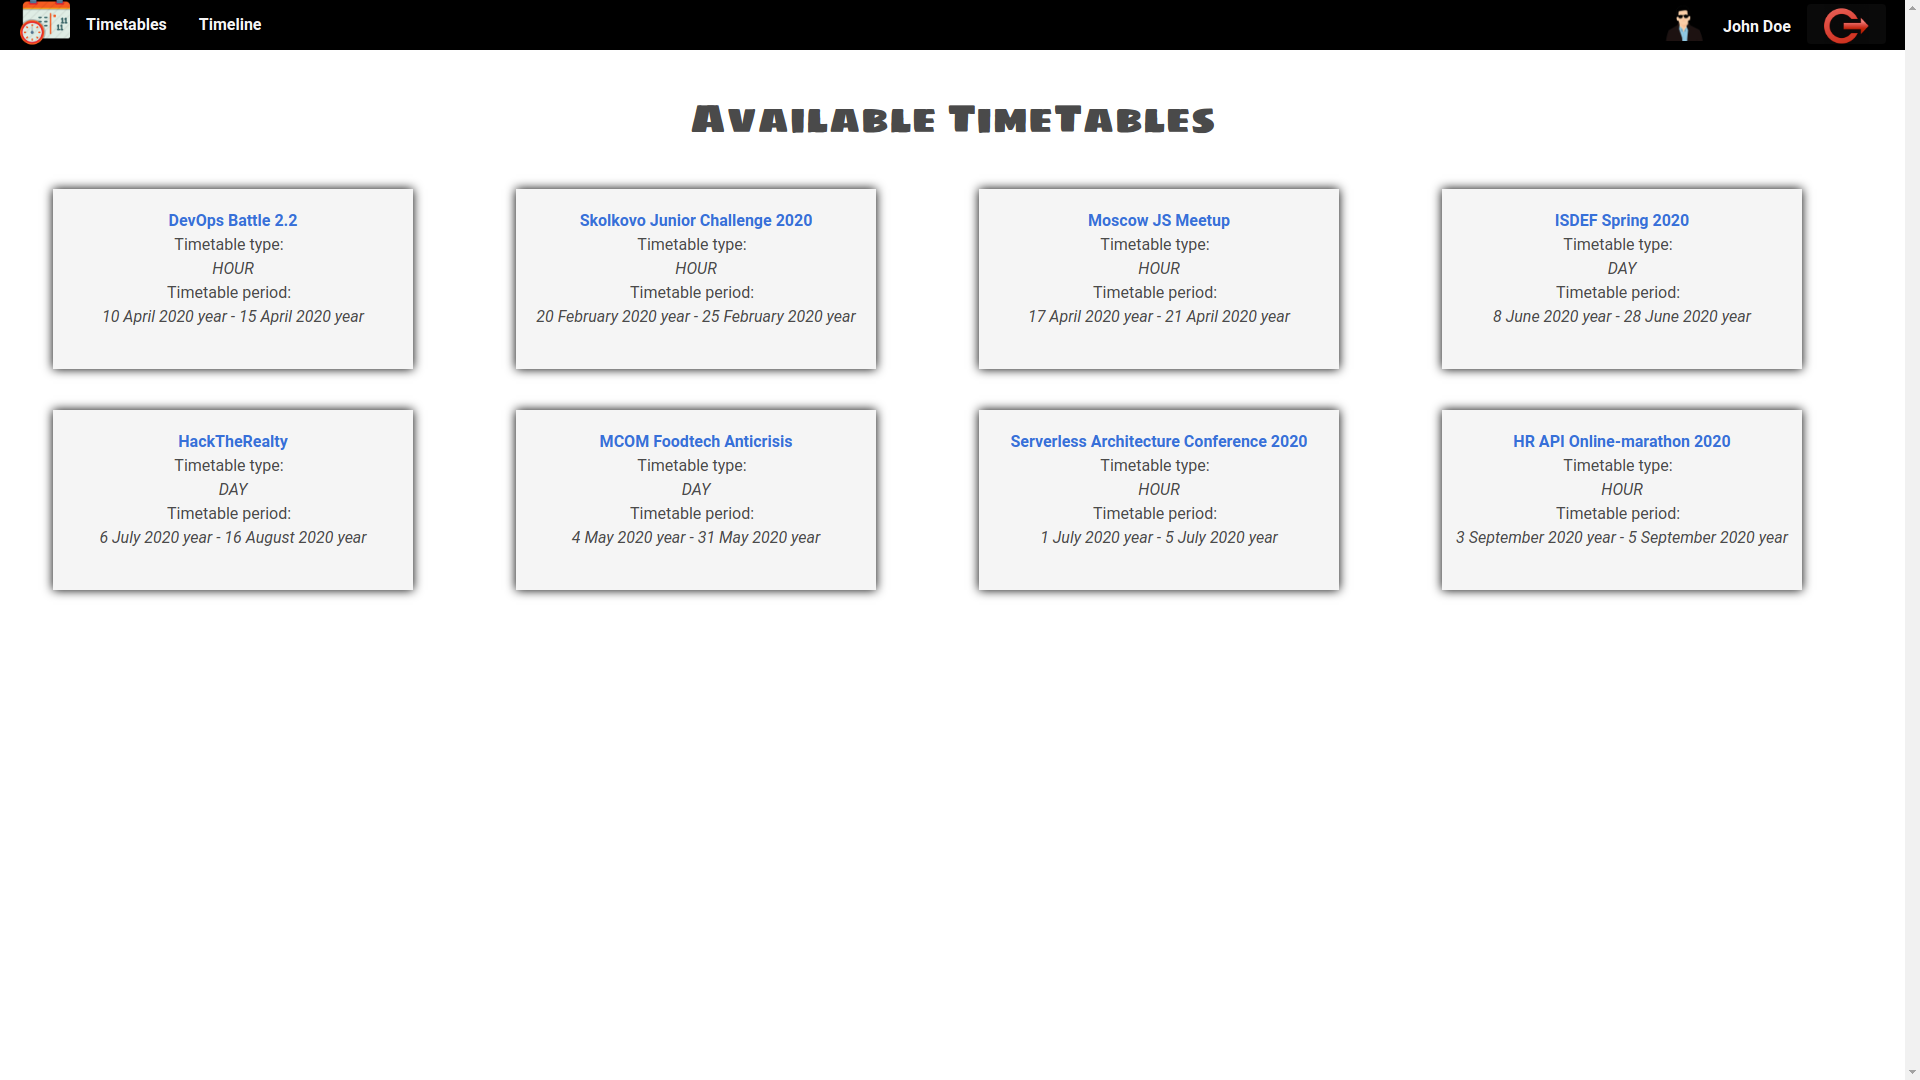 Timetables
Timeline
John Doe
Available TimeTables
DevOps Battle 2.2
Timetable type:
HOUR
Timetable period:
10 April 2020 year - 15 April 2020 year
Skolkovo Junior Challenge 2020
Timetable type:
HOUR
Timetable period:
20 February 2020 year - 25 February 2020 year
Moscow JS Meetup
Timetable type:
HOUR
Timetable period:
17 April 2020 year - 21 April 2020 year
ISDEF Spring 2020
Timetable type:
DAY
Timetable period:
8 June 2020 year - 28 June 2020 year
HackTheRealty
Timetable type:
DAY
Timetable period:
6 July 2020 year - 16 August 2020 year
MCOM Foodtech Anticrisis
Timetable type:
DAY
Timetable period:
4 May 2020 year - 31 May 2020 year
Serverless Architecture Conference 2020
Timetable type:
HOUR
Timetable period:
1 July 2020 year - 5 July 2020 year
HR API Online-marathon 2020
Timetable type:
HOUR
Timetable period:
3 September 2020 year - 5 September 2020 year